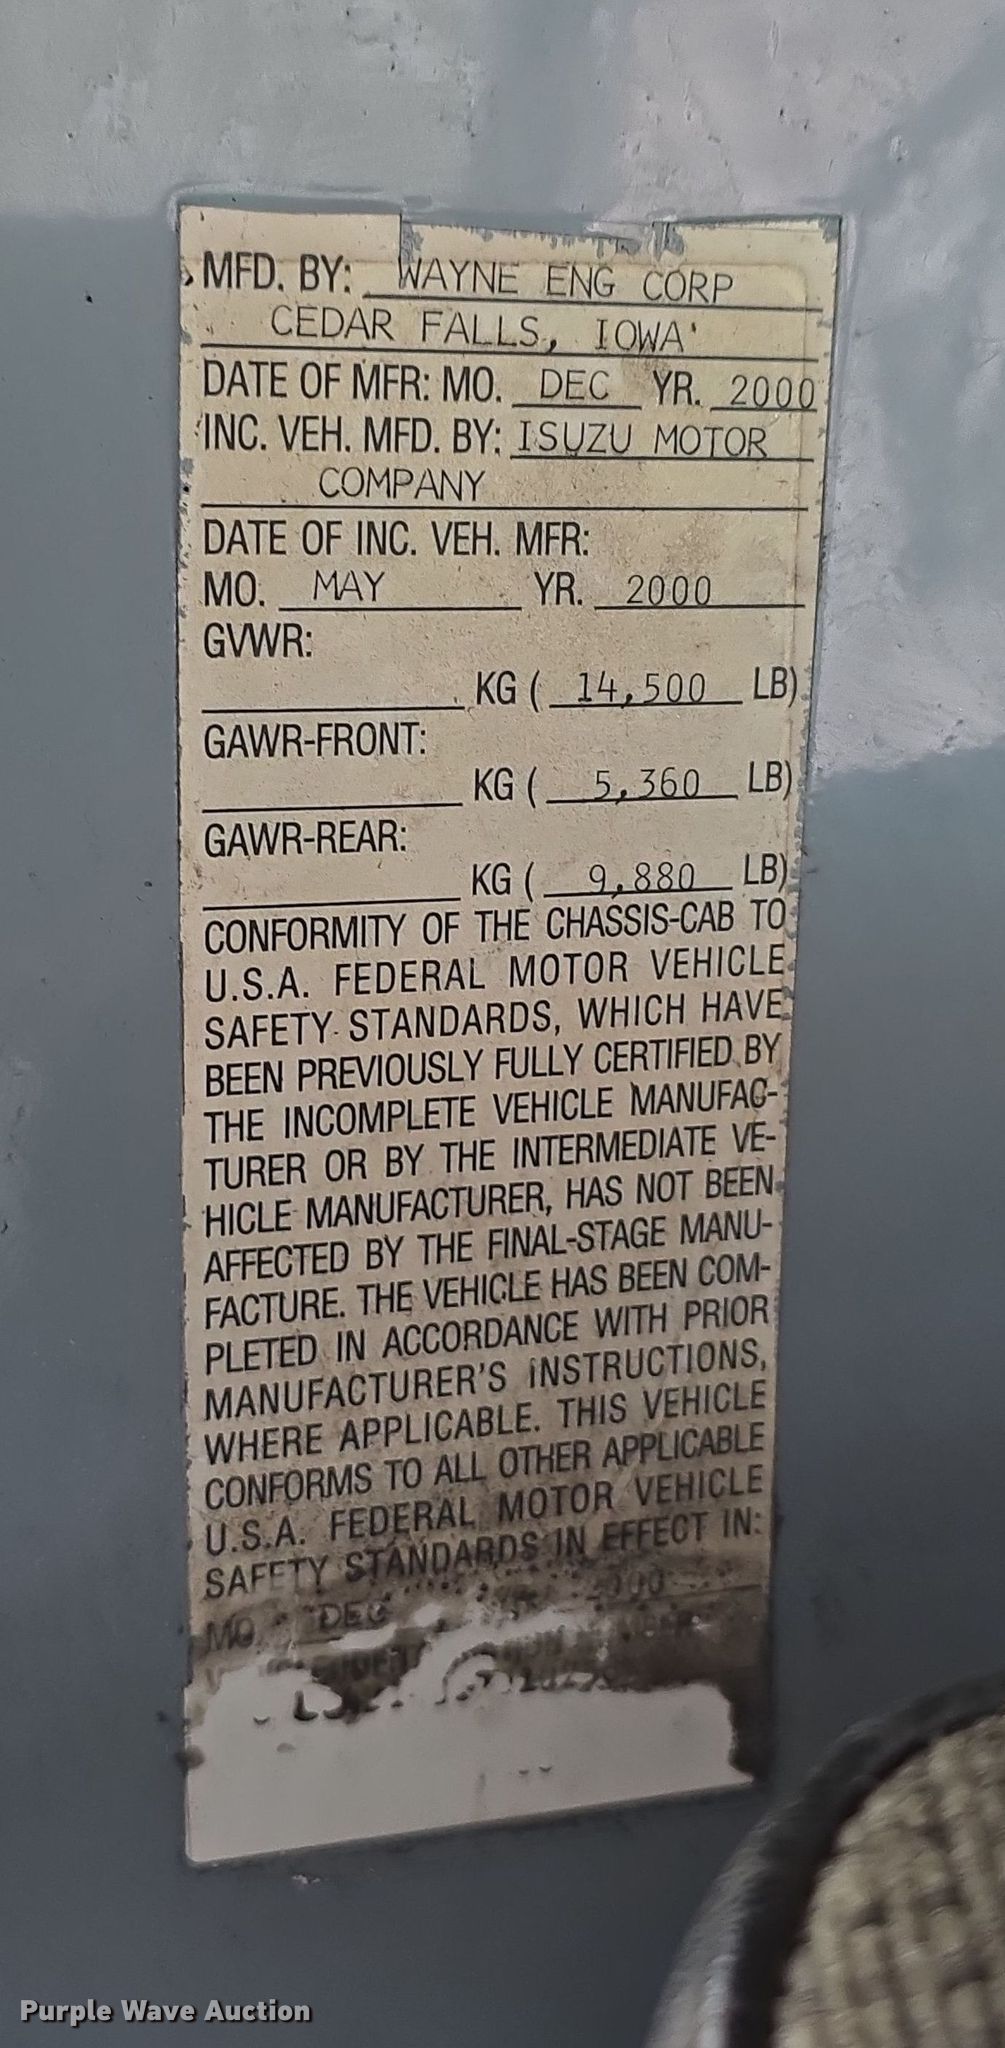 MFD. BY: WAYNE ENG CORP
CEDAR FALLS, IOWA
DATE OF MFR: MO. DEC YR. 2000
INC. VEH. MFD. BY: ISUZU MOTOR
COMPANY
DATE OF INC. VEH. MFR:
MO. MAY YR. 2000
GVWR:
KG ( 14,500 LB)
GAWR-FRONT:
KG ( 5,360 LB)
GAWR-REAR:
KG ( 9,880 LB)
CONFORMITY OF THE CHASSIS-CAB TO
U.S.A. FEDERAL MOTOR VEHICLE
SAFETY STANDARDS, WHICH HAVE
BEEN PREVIOUSLY FULLY CERTIFIED BY
THE INCOMPLETE VEHICLE MANUFAC-
TURER OR BY THE INTERMEDIATE VE-
HICLE MANUFACTURER, HAS NOT BEEN
AFFECTED BY THE FINAL-STAGE MANU-
FACTURE. THE VEHICLE HAS BEEN COM-
PLETED IN ACCORDANCE WITH PRIOR
MANUFACTURER'S INSTRUCTIONS,
WHERE APPLICABLE. THIS VEHICLE
CONFORMS TO ALL OTHER APPLICABLE
U.S.A. FEDERAL MOTOR VEHICLE
SAFETY STANDARDS IN EFFECT IN:
MO. DEC
Purple Wave Auction